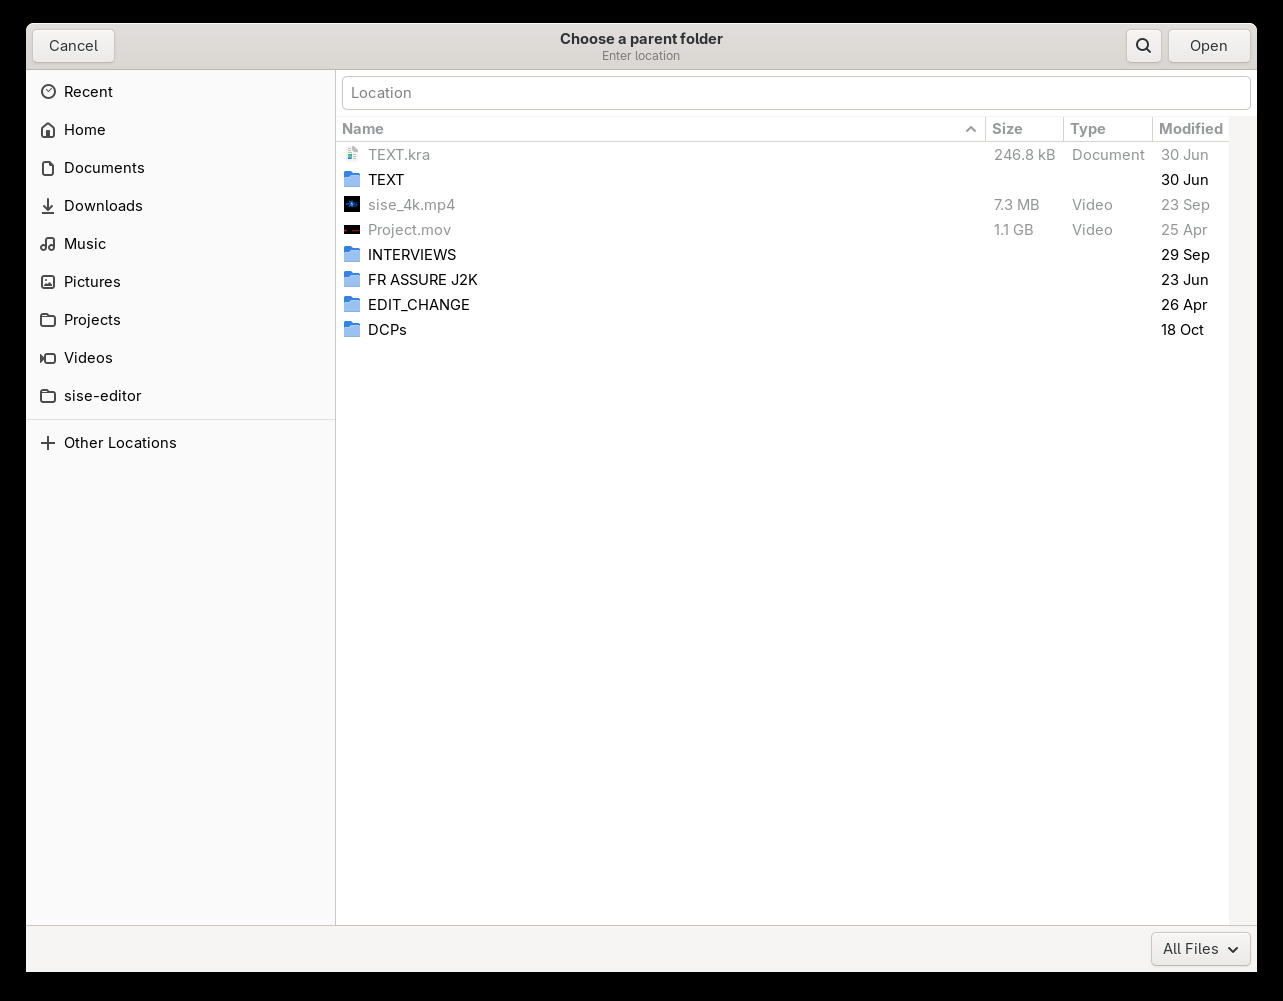 Cancel
Choose a parent folder
Enter location
Open
Recent
Home
Documents
Downloads
Music
Pictures
Projects
Videos
sise-editor
Other Locations
Location
Name Size Type Modified
TEXT.kra 246.8 kB Document 30 Jun
TEXT 30 Jun
sise_4k.mp4 7.3 MB Video 23 Sep
Project.mov 1.1 GB Video 25 Apr
INTERVIEWS 29 Sep
FR ASSURE J2K 23 Jun
EDIT_CHANGE 26 Apr
DCPs 18 Oct
All Files